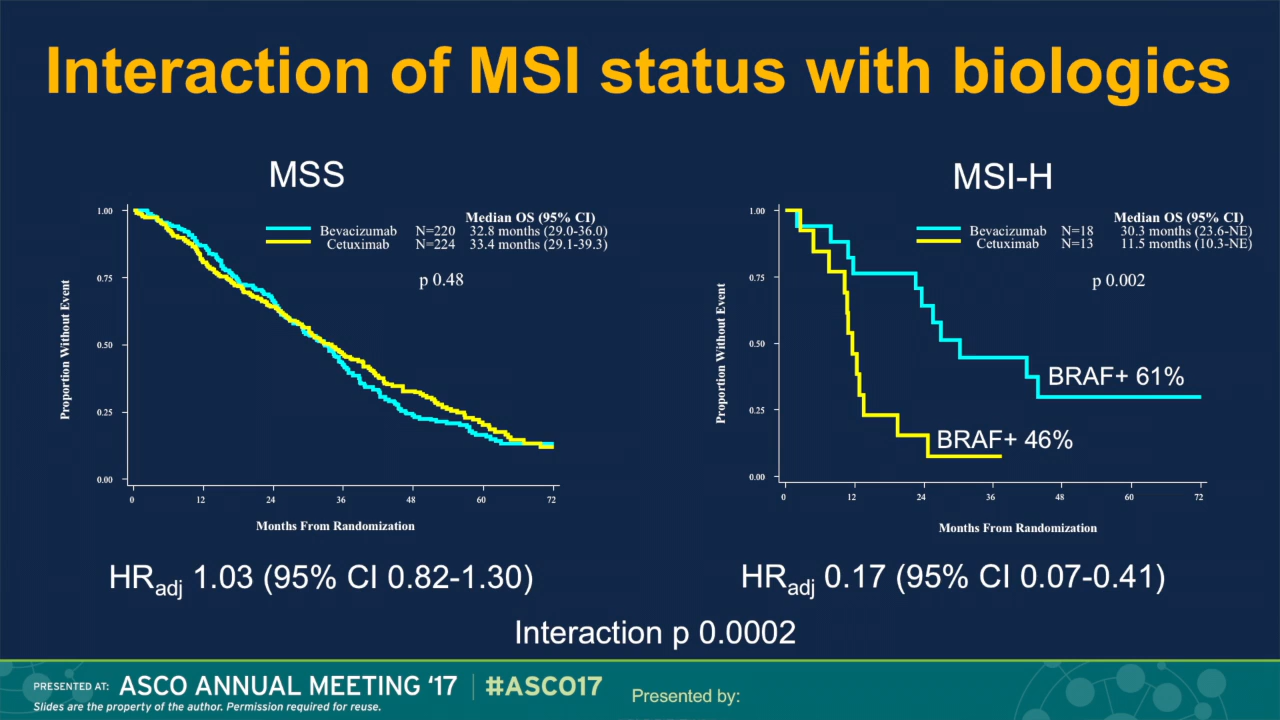 Interaction of MSI status with biologics
MSS
Median OS (95% CI)
Bevacizumab N=220 32.8 months (29.0-36.0)
Cetuximab N=224 33.4 months (29.1-39.3)
p 0.48
1.00
0.75
0.50
0.25
0.00
Proportion Without Event
0 12 24 36 48 60 72
Months From Randomization
HRadj 1.03 (95% CI 0.82-1.30)
MSI-H
Median OS (95% CI)
Bevacizumab N=18 30.3 months (23.6-NE)
Cetuximab N=13 11.5 months (10.3-NE)
p 0.002
1.00
0.75
0.50
0.25
0.00
Proportion Without Event
BRAF+ 61%
BRAF+ 46%
0 12 24 36 48 60 72
Months From Randomization
HRadj 0.17 (95% CI 0.07-0.41)
Interaction p 0.0002
PRESENTED AT: ASCO ANNUAL MEETING ‘17 #ASCO17
Slides are the property of the author. Permission required for reuse.
Presented by: